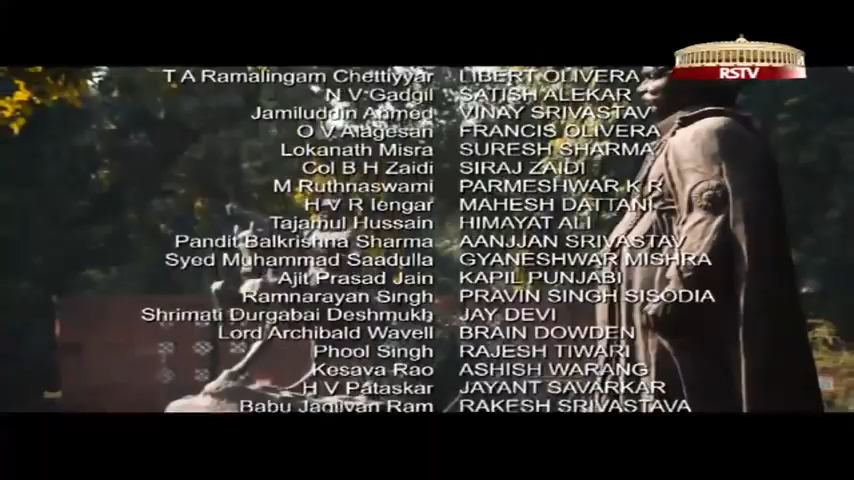 RSTV
T A Ramalingam Chettiyyar LIBERT OLIVERA
N V Gadgil SATISH ALEKAR
Jamiluddin Ahmed VINAY SRIVASTAV
O V Alagesan FRANCIS OLIVERA
Lokanath Misra SURESH SHARMA
Col B H Zaidi SIRAJ ZAIDI
M Ruthnaswami PARMESHWAR K R
H V R Iengar MAHESH DATTANI
Tajamul Hussain HIMAYAT ALI
Pandit Balkrishna Sharma AANJJAN SRIVASTAV
Syed Muhammad Saadulla GYANESHWAR MISHRA
Ajit Prasad Jain KAPIL PUNJABI
Ramnarayan Singh PRAVIN SINGH SISODIA
Shrimati Durgabai Deshmukh JAY DEVI
Lord Archibald Wavell BRAIN DOWDEN
Phool Singh RAJESH TIWARI
Kesava Rao ASHISH WARANG
H V Pataskar JAYANT SAVARKAR
Babu Jagjivan Ram RAKESH SRIVASTAVA